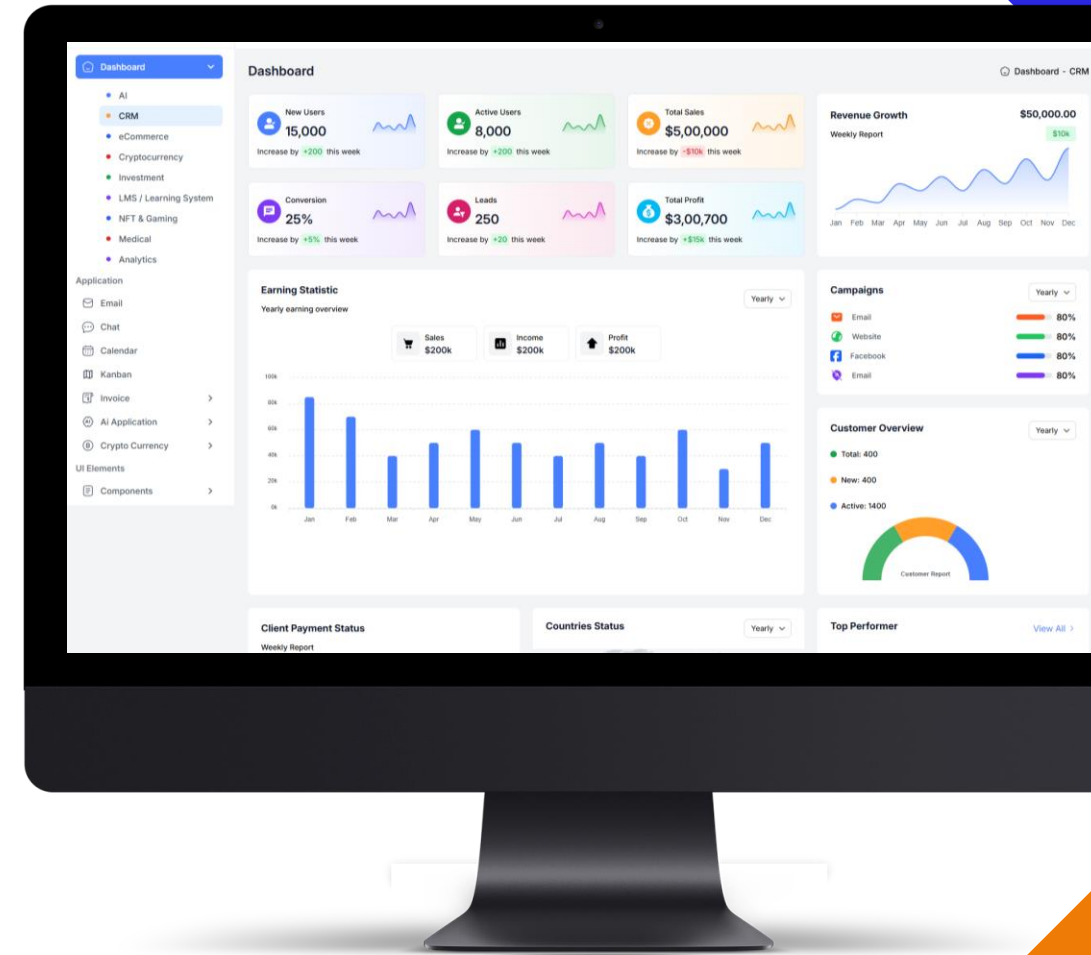 Dashboard
AI
CRM
eCommerce
Cryptocurrency
Investment
LMS / Learning System
NFT & Gaming
Medical
Analytics
Application
Email
Chat
Calendar
Kanban
Invoice
Ai Application
Crypto Currency
UI Elements
Components
Dashboard
Dashboard - CRM
New Users
15,000
Increase by +200 this week
Active Users
8,000
Increase by +200 this week
Total Sales
$5,00,000
Increase by -$10k this week
Conversion
25%
Increase by +5% this week
Leads
250
Increase by +20 this week
Total Profit
$3,00,700
Increase by +$15k this week
Revenue Growth $50,000.00
Weekly Report $10k
Jan Feb Mar Apr May Jun Jul Aug Sep Oct Nov Dec
Earning Statistic
Yearly earning overview
Yearly
Sales
$200k
Income
$200k
Profit
$200k
100k
80k
60k
40k
20k
0k
Jan Feb Mar Apr May Jun Jul Aug Sep Oct Nov Dec
Campaigns Yearly
Email 80%
Website 80%
Facebook 80%
Email 80%
Customer Overview Yearly
Total: 400
New: 400
Active: 1400
Customer Report
Client Payment Status
Weekly Report
Countries Status Yearly
Top Performer View All >